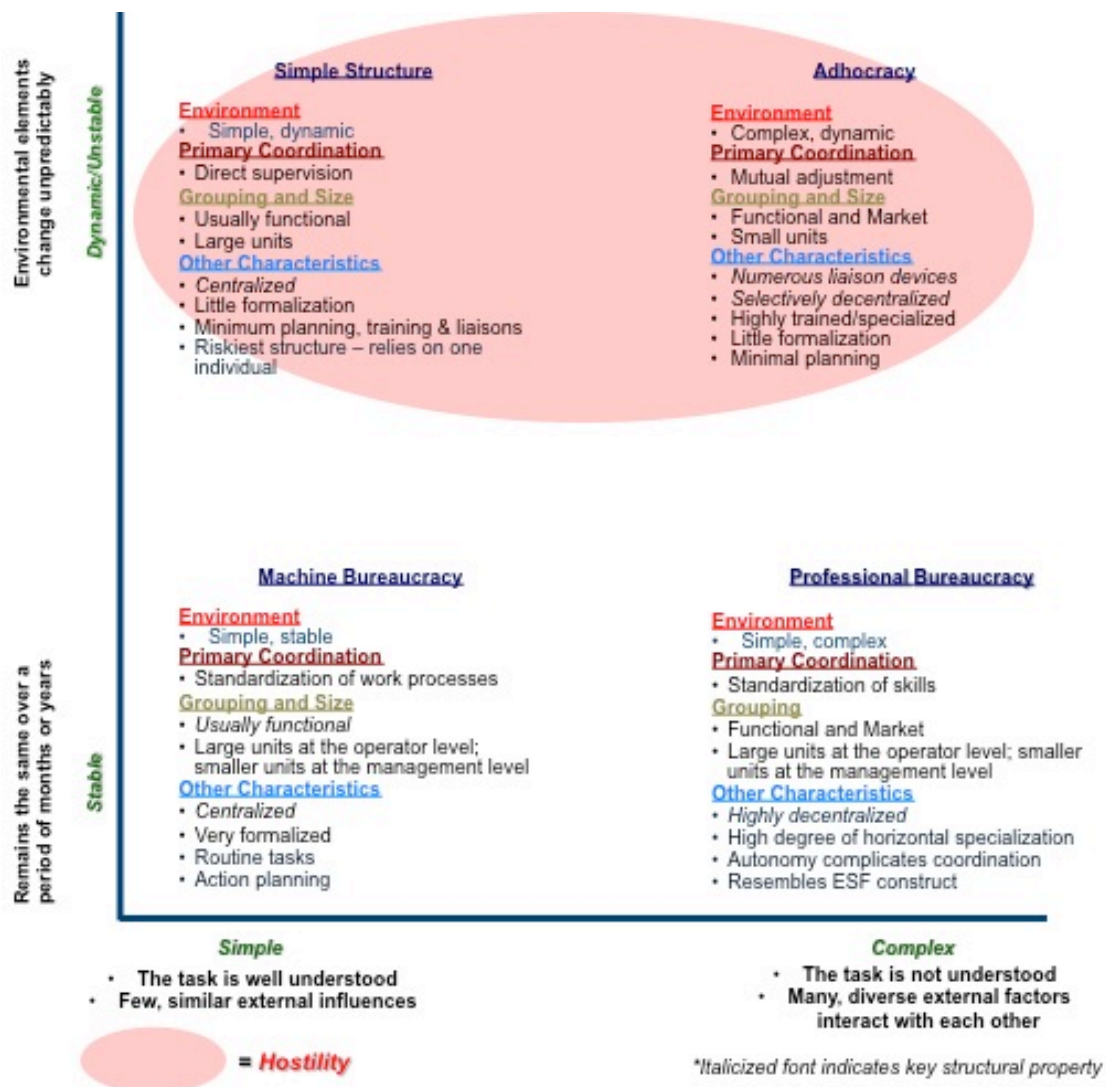 Environmental elements
change unpredictably
Dynamic/Unstable
Simple Structure
Environment
• Simple, dynamic
Primary Coordination
• Direct supervision
Grouping and Size
• Usually functional
• Large units
Other Characteristics
• Centralized
• Little formalization
• Minimum planning, training & liaisons
• Riskiest structure – relies on one
individual
Adhocracy
Environment
• Complex, dynamic
Primary Coordination
• Mutual adjustment
Grouping and Size
• Functional and Market
• Small units
Other Characteristics
• Numerous liaison devices
• Selectively decentralized
• Highly trained/specialized
• Little formalization
• Minimal planning
Remains the same over a
period of months or years
Stable
Machine Bureaucracy
Environment
• Simple, stable
Primary Coordination
• Standardization of work processes
Grouping and Size
• Usually functional
• Large units at the operator level;
smaller units at the management level
Other Characteristics
• Centralized
• Very formalized
• Routine tasks
• Action planning
Professional Bureaucracy
Environment
• Simple, complex
Primary Coordination
• Standardization of skills
Grouping
• Functional and Market
• Large units at the operator level; smaller
units at the management level
Other Characteristics
• Highly decentralized
• High degree of horizontal specialization
• Autonomy complicates coordination
• Resembles ESF construct
Simple
• The task is well understood
• Few, similar external influences
Complex
• The task is not understood
• Many, diverse external factors
interact with each other
= Hostility
*Italicized font indicates key structural property